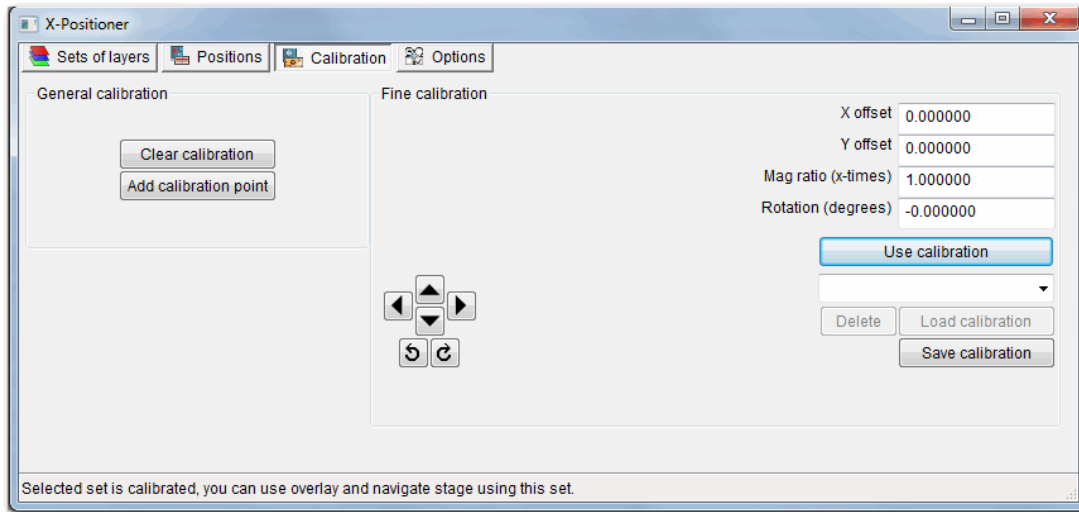 X-Positioner
Sets of layers Positions Calibration Options
General calibration
Clear calibration
Add calibration point
Fine calibration
X offset 0.000000
Y offset 0.000000
Mag ratio (x-times) 1.000000
Rotation (degrees) -0.000000
Use calibration
Delete Load calibration
Save calibration
Selected set is calibrated, you can use overlay and navigate stage using this set.